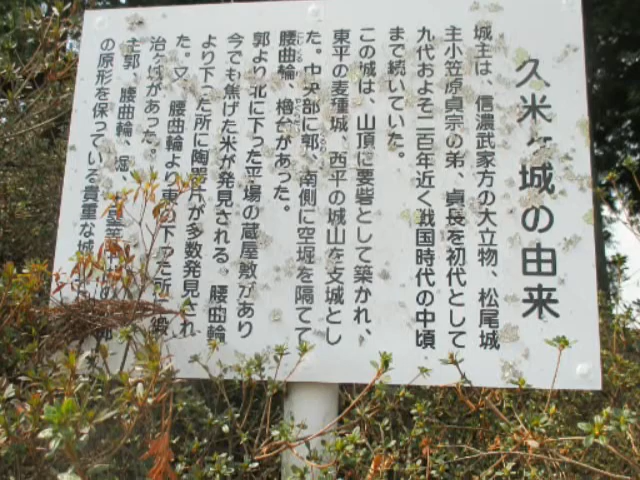 久米ヶ城の由来
城主は、信濃武家方の大立物、松尾城
主小笠原貞宗の弟、貞長を初代として
九代およそ二百年近く戦国時代の中頃
まで続いていた。
この城は、山頂に要砦として築かれ、
東平の麦種城、西平の城山を支城とし
た。中央部に郭、南側に空堀を隔てて
腰曲輪、櫓台があった。
郭より北に下った平場の蔵屋敷があり
今でも焦げた米が発見される。腰曲輪
より下った所に陶器片が多数発見され
た。又、腰曲輪より東の下った所に鍛
治ヶ城があった。
主郭、腰曲輪、堀、
の原形を保っている貴重な城